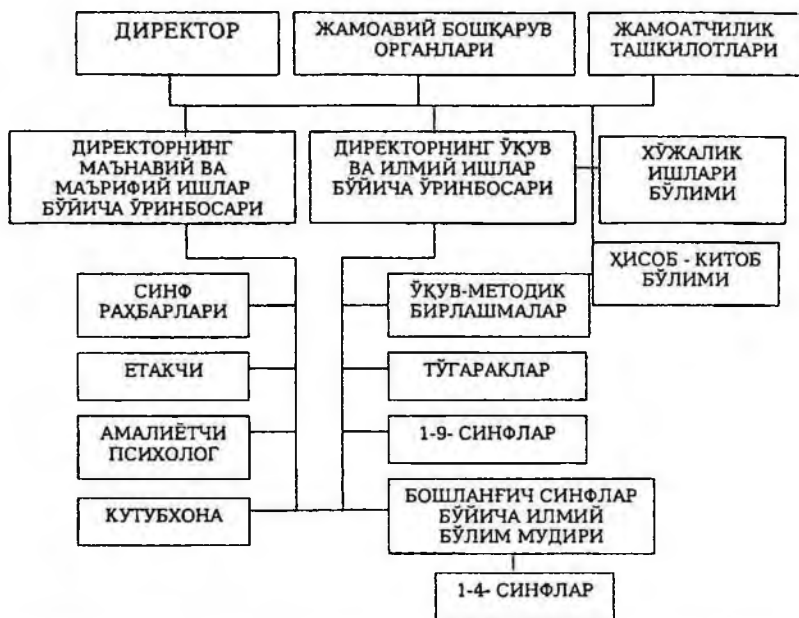 ДИРЕКТОР
ЖАМОАВИЙ БОШҚАРУВ
ОРГАНЛАРИ
ЖАМОАТЧИЛИК
ТАШКИЛОТЛАРИ
ДИРЕКТОРНИНГ
МАЪНАВИЙ ВА
МАЪРИФИЙ ИШЛАР
БЎЙИЧА ЎРИНБОСАРИ
ДИРЕКТОРНИНГ ЎҚУВ
ВА ИЛМИЙ ИШЛАР
БЎЙИЧА ЎРИНБОСАРИ
ХЎЖАЛИК
ИШЛАРИ
БЎЛИМИ
ҲИСОБ - КИТОБ
БЎЛИМИ
СИНФ
РАҲБАРЛАРИ
ЎҚУВ-МЕТОДИК
БИРЛАШМАЛАР
ЕТАКЧИ
ТЎГАРАКЛАР
АМАЛИЁТЧИ
ПСИХОЛОГ
1-9- СИНФЛАР
КУТУБХОНА
БОШЛАНҒИЧ СИНФЛАР
БЎЙИЧА ИЛМИЙ
БЎЛИМ МУДИРИ
1-4- СИНФЛАР